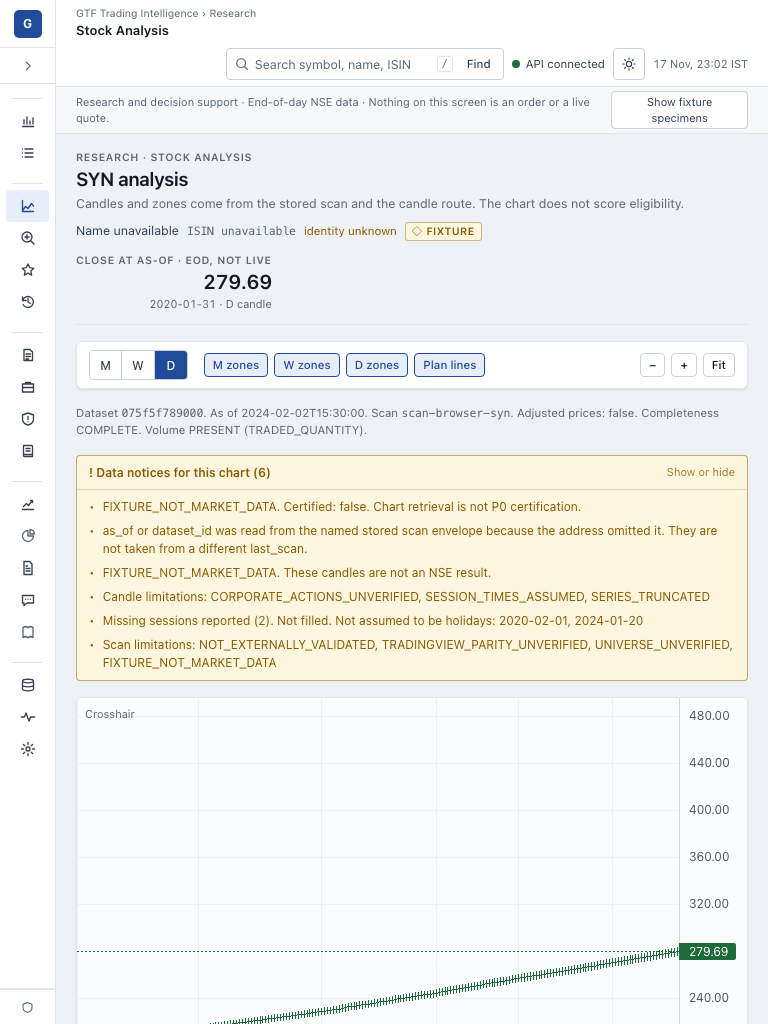 G
GTF Trading Intelligence › Research
Stock Analysis
Search symbol, name, ISIN / Find
API connected
17 Nov, 23:02 IST
Research and decision support · End-of-day NSE data · Nothing on this screen is an order or a live
quote.
Show fixture
specimens
RESEARCH · STOCK ANALYSIS
SYN analysis
Candles and zones come from the stored scan and the candle route. The chart does not score eligibility.
Name unavailable ISIN unavailable identity unknown ◇ FIXTURE
CLOSE AT AS-OF · EOD, NOT LIVE
279.69
2020-01-31 · D candle
M W D M zones W zones D zones Plan lines − + Fit
Dataset 075f5f789000. As of 2024-02-02T15:30:00. Scan scan-browser-syn. Adjusted prices: false. Completeness
COMPLETE. Volume PRESENT (TRADED_QUANTITY).
! Data notices for this chart (6) Show or hide
• FIXTURE_NOT_MARKET_DATA. Certified: false. Chart retrieval is not P0 certification.
• as_of or dataset_id was read from the named stored scan envelope because the address omitted it. They are
not taken from a different last_scan.
• FIXTURE_NOT_MARKET_DATA. These candles are not an NSE result.
• Candle limitations: CORPORATE_ACTIONS_UNVERIFIED, SESSION_TIMES_ASSUMED, SERIES_TRUNCATED
• Missing sessions reported (2). Not filled. Not assumed to be holidays: 2020-02-01, 2024-01-20
• Scan limitations: NOT_EXTERNALLY_VALIDATED, TRADINGVIEW_PARITY_UNVERIFIED, UNIVERSE_UNVERIFIED,
FIXTURE_NOT_MARKET_DATA
Crosshair
480.00
440.00
400.00
360.00
320.00
279.69
240.00